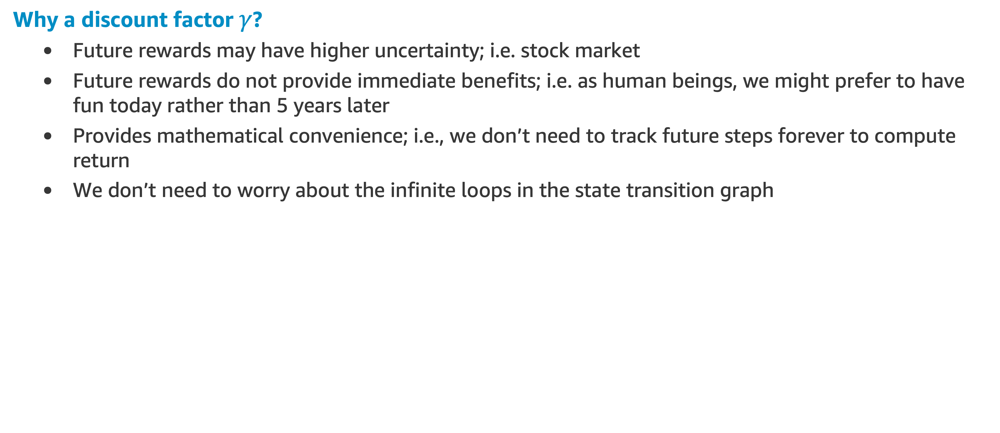 Why a discount factor γ?
• Future rewards may have higher uncertainty; i.e. stock market
• Future rewards do not provide immediate benefits; i.e. as human beings, we might prefer to have
fun today rather than 5 years later
• Provides mathematical convenience; i.e., we don’t need to track future steps forever to compute
return
• We don’t need to worry about the infinite loops in the state transition graph